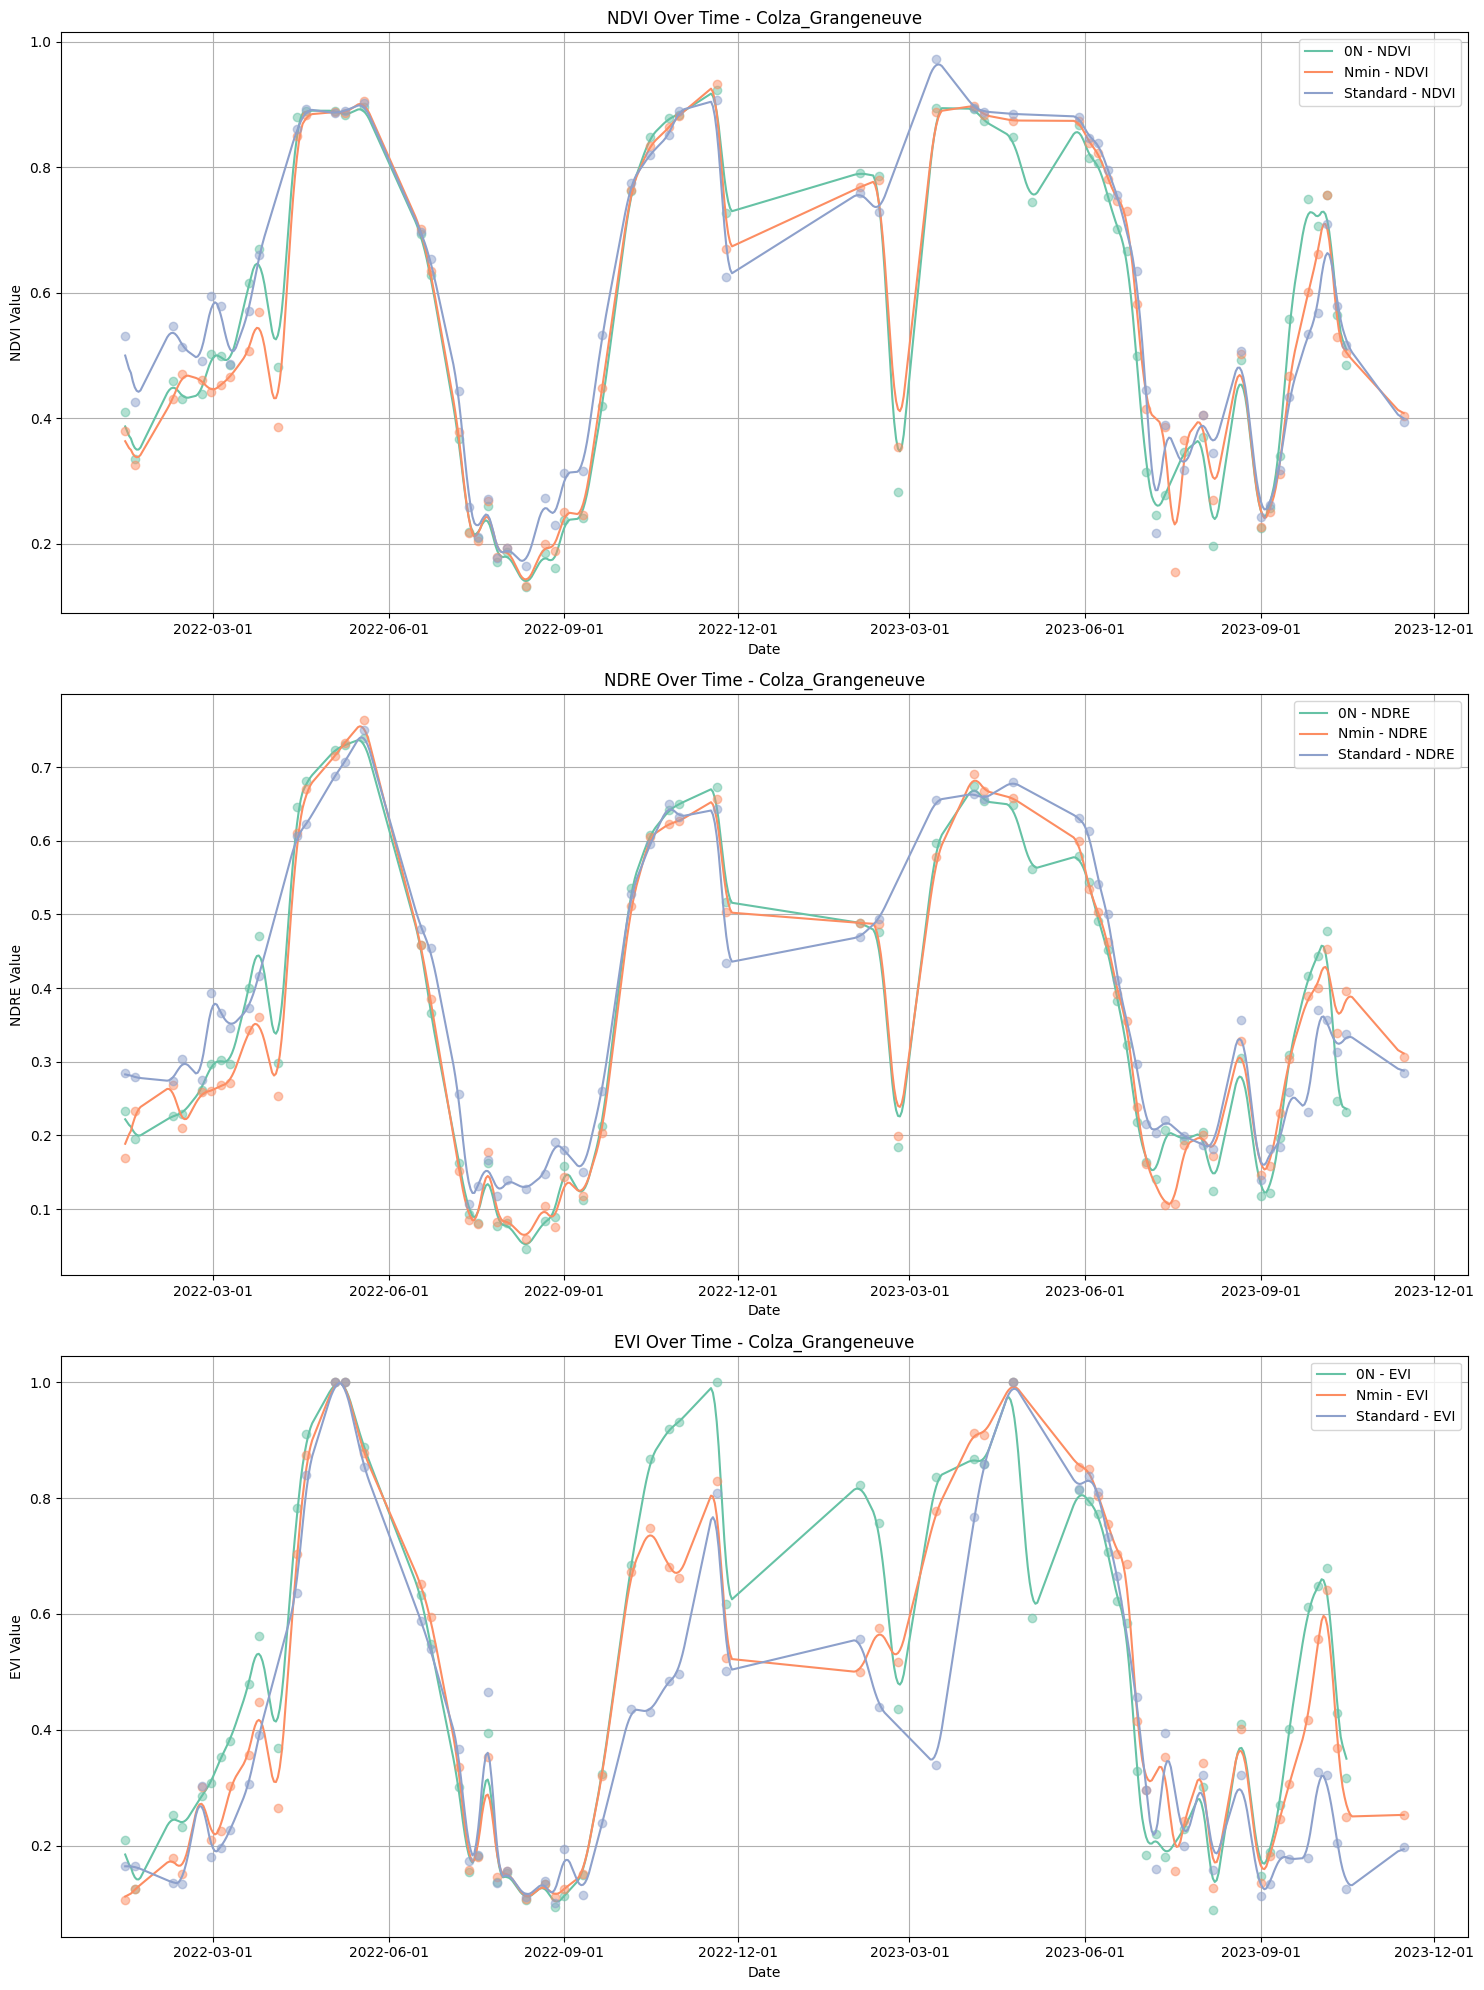 NDVI Over Time - Colza_Grangeneuve
1.0
0.8
0.6
0.4
0.2
NDVI Value
0N - NDVI
Nmin - NDVI
Standard - NDVI
2022-03-01 2022-06-01 2022-09-01 2022-12-01 2023-03-01 2023-06-01 2023-09-01 2023-12-01
Date
NDRE Over Time - Colza_Grangeneuve
0.7
0.6
0.5
0.4
0.3
0.2
0.1
NDRE Value
0N - NDRE
Nmin - NDRE
Standard - NDRE
2022-03-01 2022-06-01 2022-09-01 2022-12-01 2023-03-01 2023-06-01 2023-09-01 2023-12-01
Date
EVI Over Time - Colza_Grangeneuve
1.0
0.8
0.6
0.4
0.2
EVI Value
0N - EVI
Nmin - EVI
Standard - EVI
2022-03-01 2022-06-01 2022-09-01 2022-12-01 2023-03-01 2023-06-01 2023-09-01 2023-12-01
Date